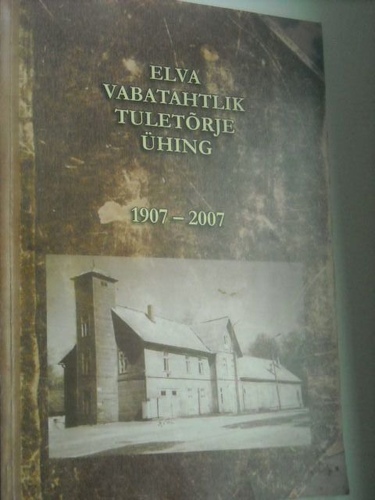 ELVA
VABATAHTLIK
TULETÕRJE
ÜHING
1907 – 2007